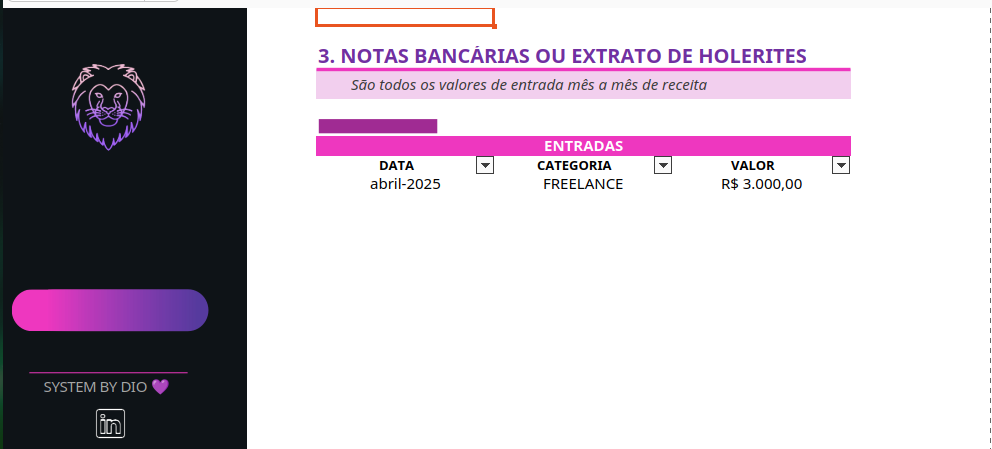 3. NOTAS BANCÁRIAS OU EXTRATO DE HOLERITES
São todos os valores de entrada mês a mês de receita
ENTRADAS
DATA CATEGORIA VALOR
abril-2025 FREELANCE R$ 3.000,00
SYSTEM BY DIO 💜
in